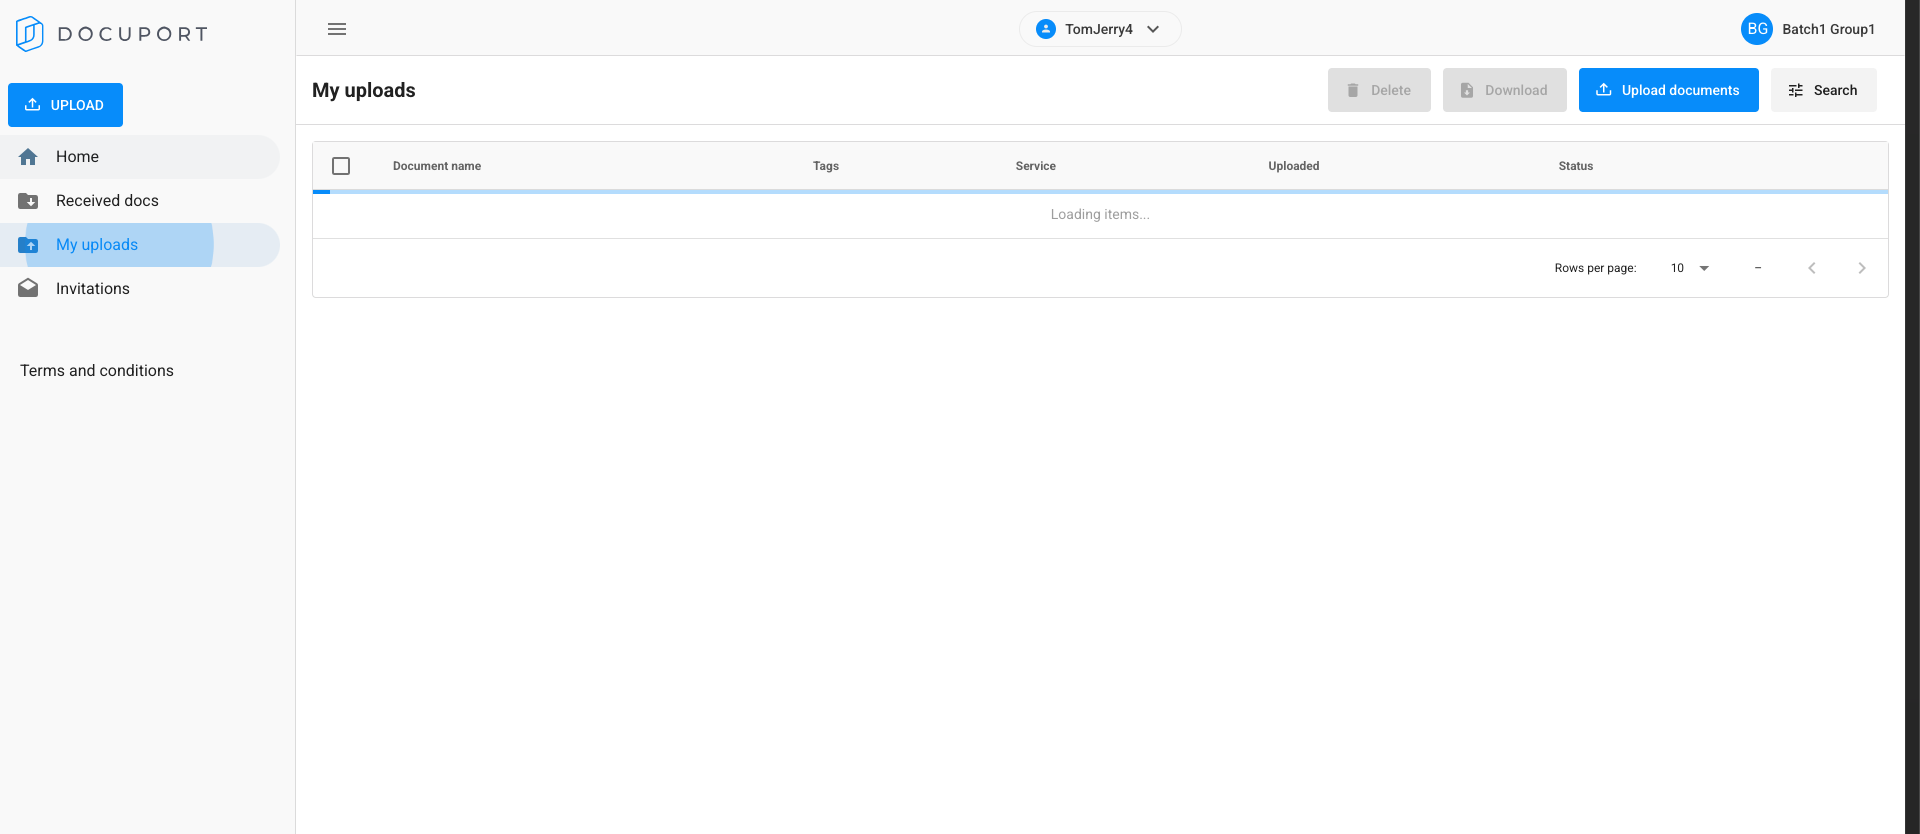 DOCUPORT
TomJerry4
BG Batch1 Group1
UPLOAD
Home
Received docs
My uploads
Invitations
Terms and conditions
My uploads
Delete
Download
Upload documents
Search
Document name Tags Service Uploaded Status
Loading items...
Rows per page: 10 –